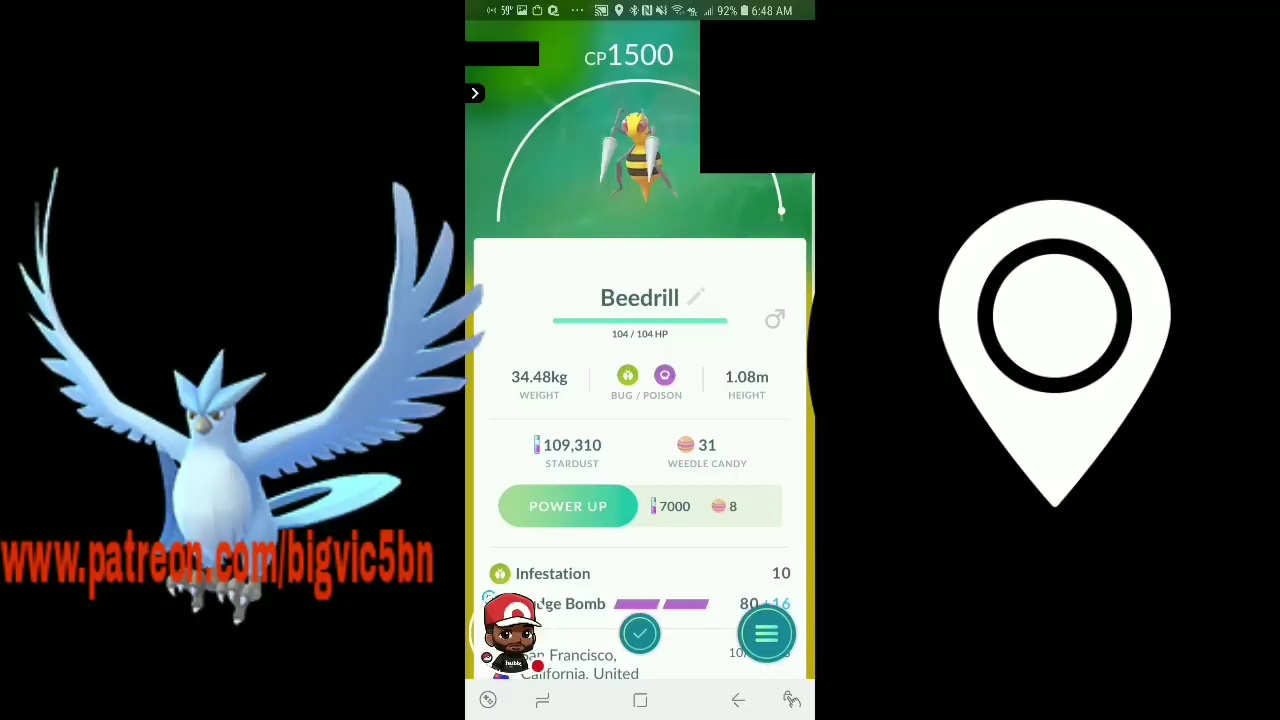 59° 92% 6:48 AM
CP1500
Beedrill
104 / 104 HP
34.48kg
WEIGHT
BUG / POISON
1.08m
HEIGHT
109,310
STARDUST
31
WEEDLE CANDY
POWER UP 7000 8
Infestation 10
dge Bomb 80 +16
San Francisco,
California, United
www.patreon.com/bigvic5bn